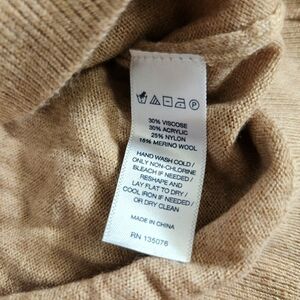 30% VISCOSE
30% ACRYLIC
25% NYLON
15% MERINO WOOL
HAND WASH COLD /
ONLY NON-CHLORINE
BLEACH IF NEEDED /
RESHAPE AND
LAY FLAT TO DRY /
COOL IRON IF NEEDED /
OR DRY CLEAN
MADE IN CHINA
RN 135076